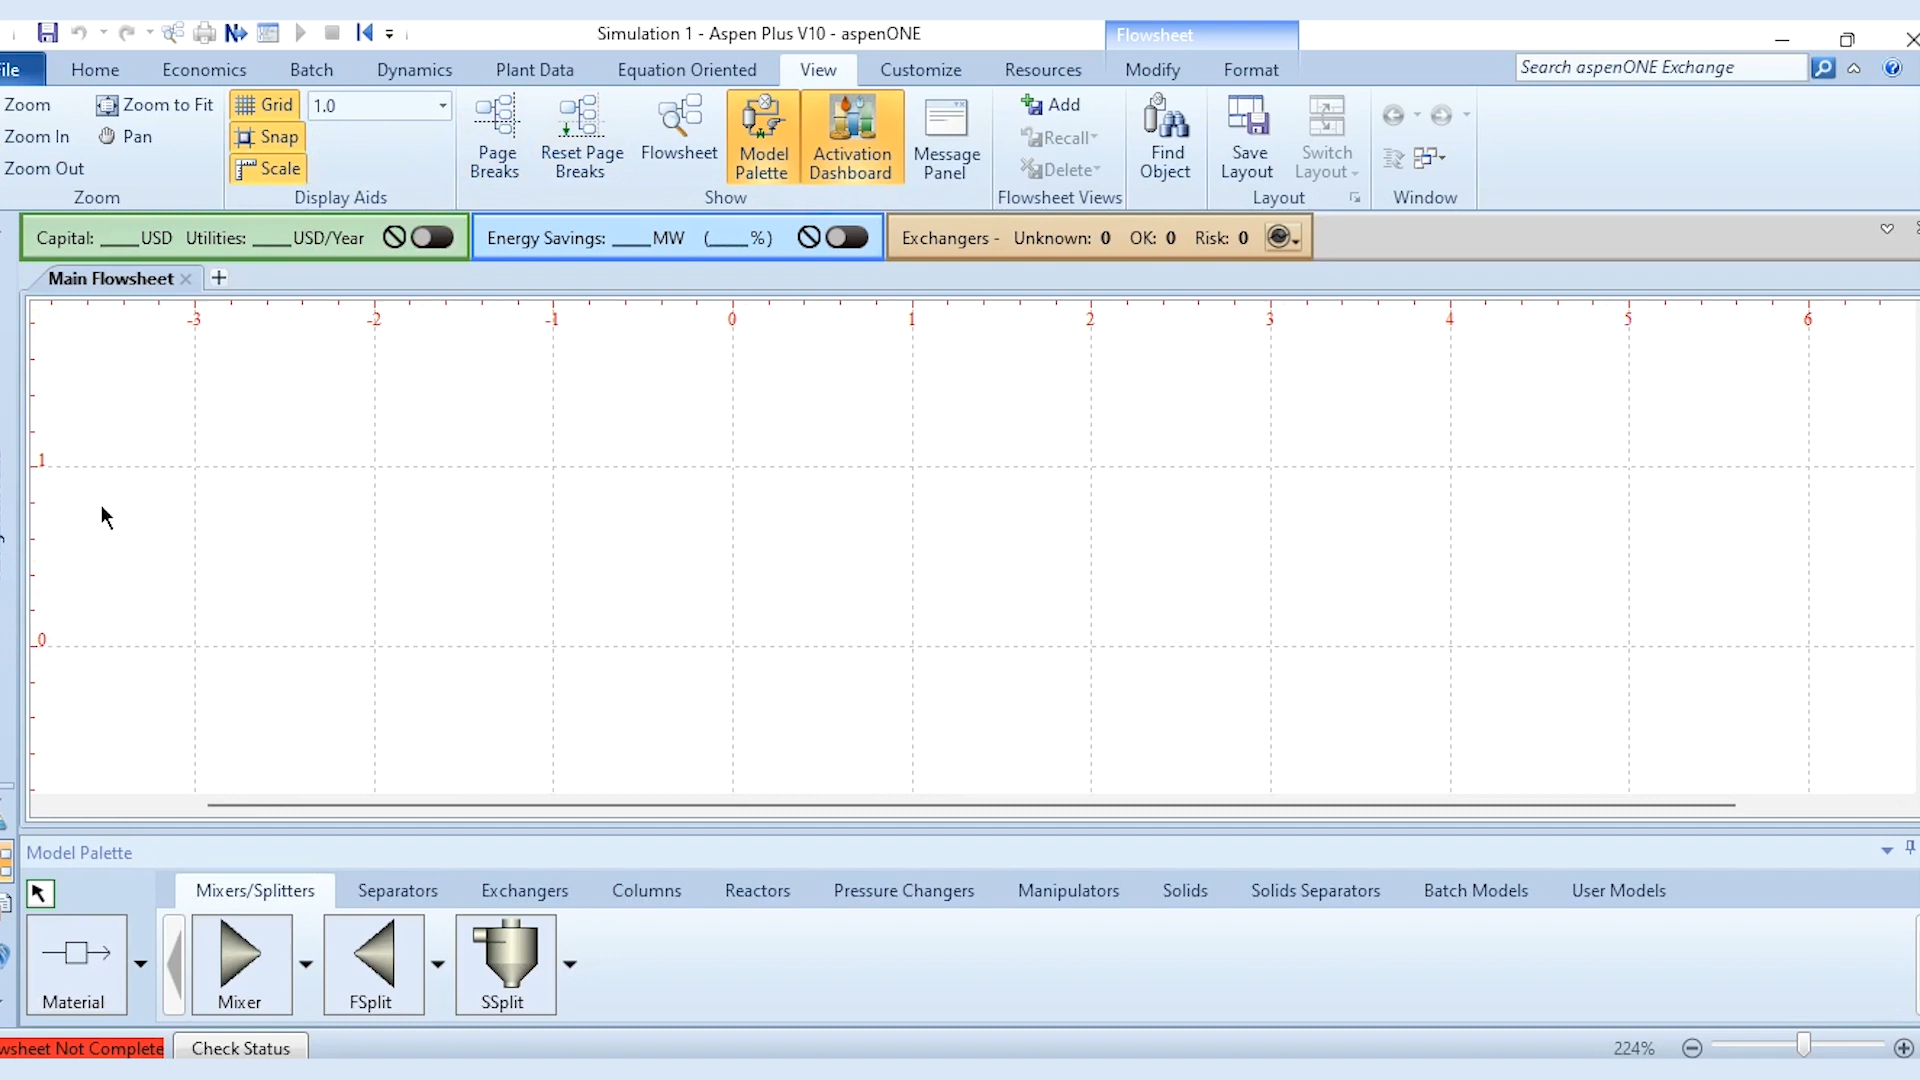 Simulation 1 - Aspen Plus V10 - aspenONE
Flowsheet
File Home Economics Batch Dynamics Plant Data Equation Oriented View Customize Resources Modify Format Search aspenONE Exchange
Zoom Zoom to Fit Grid 1.0 Add
Zoom In Pan Snap Page Breaks Reset Page Breaks Flowsheet Model Palette Activation Dashboard Message Panel Recall Find Object Save Layout Switch Layout
Zoom Out Scale Delete
Zoom Display Aids Show Flowsheet Views Layout Window
Capital: ____USD Utilities: ____USD/Year Energy Savings: ____MW (____%) Exchangers - Unknown: 0 OK: 0 Risk: 0
Main Flowsheet
-3 -2 -1 0 1 2 3 4 5 6
1
0
Model Palette
Mixers/Splitters Separators Exchangers Columns Reactors Pressure Changers Manipulators Solids Solids Separators Batch Models User Models
Material Mixer FSplit SSplit
wsheet Not Complete Check Status 224%